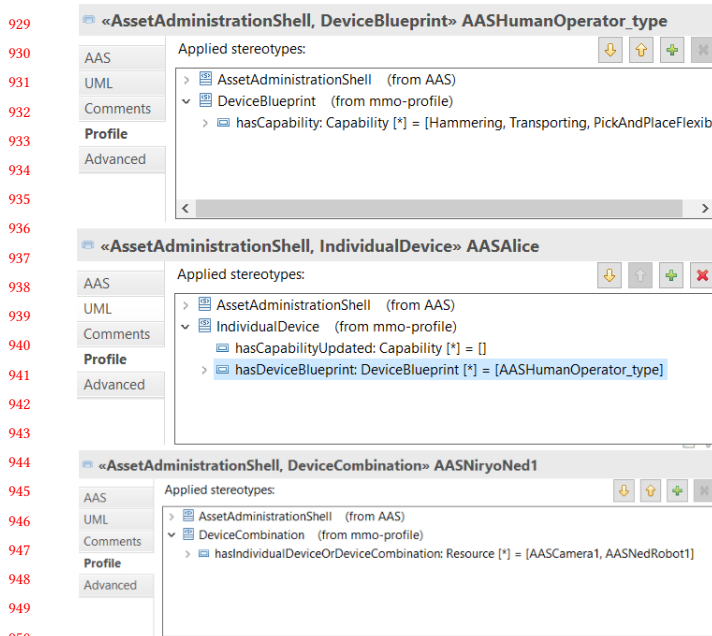 929
930
931
932
933
934
935
936
937
938
939
940
941
942
943
944
945
946
947
948
949
«AssetAdministrationShell, DeviceBlueprint» AASHumanOperator_type
AAS
UML
Comments
Profile
Advanced
Applied stereotypes:
AssetAdministrationShell (from AAS)
DeviceBlueprint (from mmo-profile)
hasCapability: Capability [*] = [Hammering, Transporting, PickAndPlaceFlexib
«AssetAdministrationShell, IndividualDevice» AASAlice
AAS
UML
Comments
Profile
Advanced
Applied stereotypes:
AssetAdministrationShell (from AAS)
IndividualDevice (from mmo-profile)
hasCapabilityUpdated: Capability [*] = []
hasDeviceBlueprint: DeviceBlueprint [*] = [AASHumanOperator_type]
«AssetAdministrationShell, DeviceCombination» AASNiryoNed1
AAS
UML
Comments
Profile
Advanced
Applied stereotypes:
AssetAdministrationShell (from AAS)
DeviceCombination (from mmo-profile)
hasIndividualDeviceOrDeviceCombination: Resource [*] = [AASCamera1, AASNedRobot1]